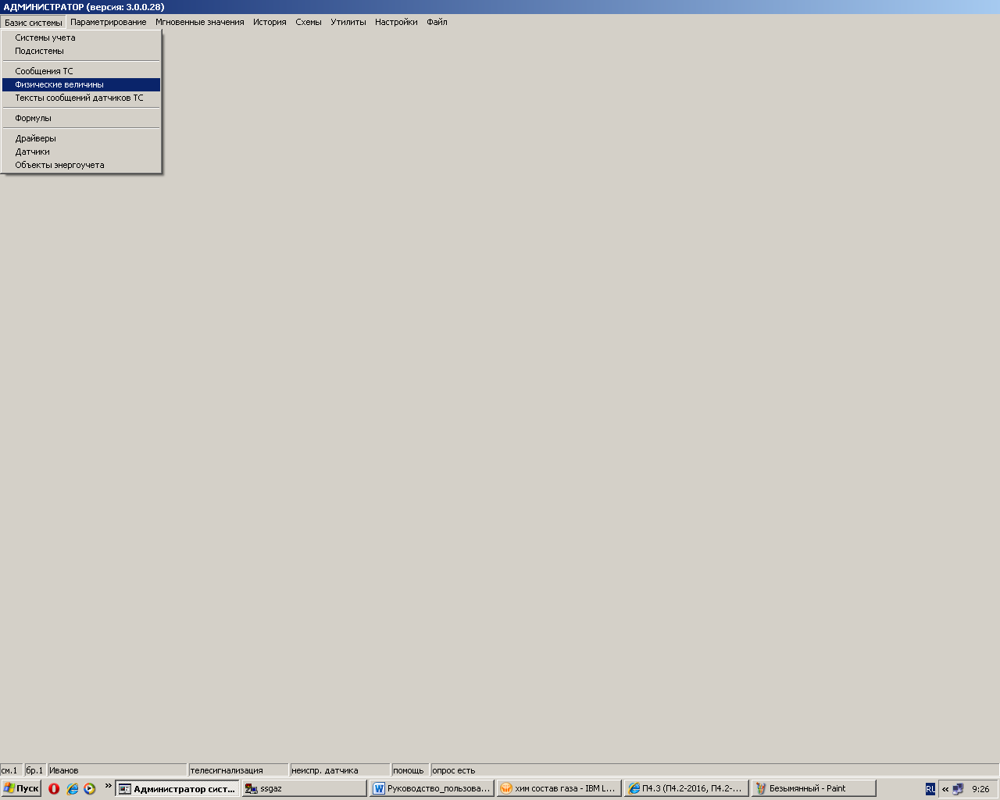 АДМИНИСТРАТОР (версия: 3.0.0.28)
Базис системы Параметрирование Мгновенные значения История Схемы Утилиты Настройки Файл
Системы учета
Подсистемы
Сообщения ТС
Физические величины
Тексты сообщений датчиков ТС
Формулы
Драйверы
Датчики
Объекты энергоучета
см.1 бр.1 Иванов телесигнализация неиспр. датчика помощь опрос есть
Пуск » Администратор сист... ssgaz Руководство_пользова... хим состав газа - IBM L... П4.3 (П4.2-2016, П4.2-... Безымянный - Paint RU « 9:26